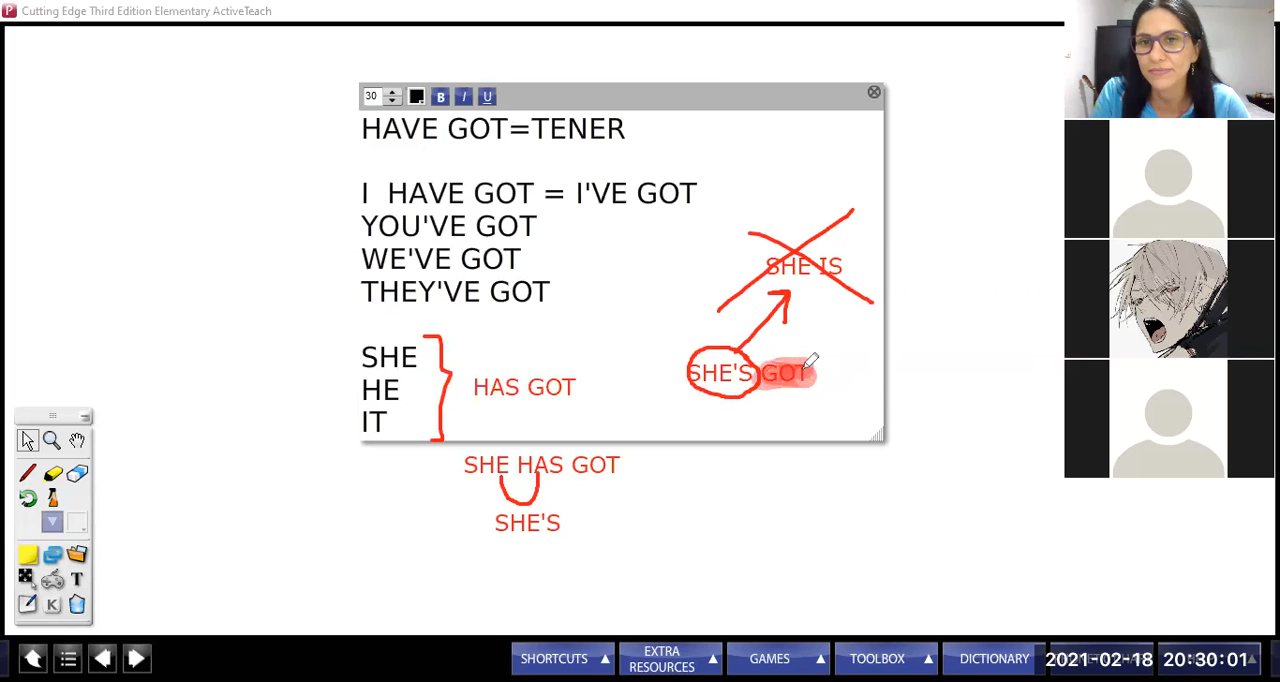 Cutting Edge Third Edition Elementary ActiveTeach
30 B I U
HAVE GOT=TENER
I HAVE GOT = I'VE GOT
YOU'VE GOT
WE'VE GOT
THEY'VE GOT
SHE IS
SHE
HE
IT
HAS GOT
SHE'S GOT
SHE HAS GOT
SHE'S
T
K
SHORTCUTS
EXTRA
RESOURCES
GAMES
TOOLBOX
DICTIONARY
2021-02-18 20:30:01